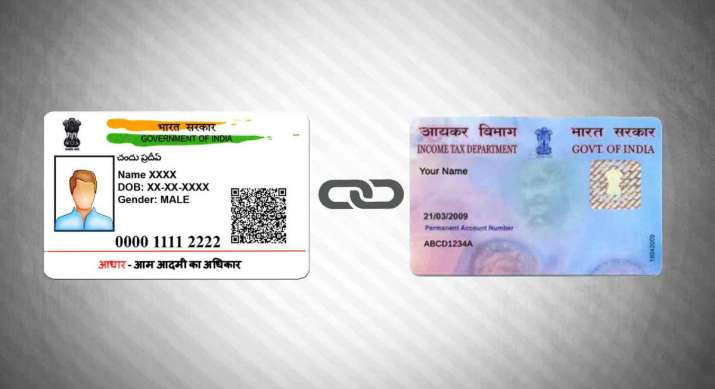 भारत सरकार
GOVERNMENT OF INDIA
చందు ప్రదీప్
Name XXXX
DOB: XX-XX-XXXX
Gender: MALE
0000 1111 2222
आधार - आम आदमी का अधिकार
आयकर विभाग
INCOME TAX DEPARTMENT
भारत सरकार
GOVT. OF INDIA
Your Name
21/03/2009
Permanent Account Number
ABCD1234A